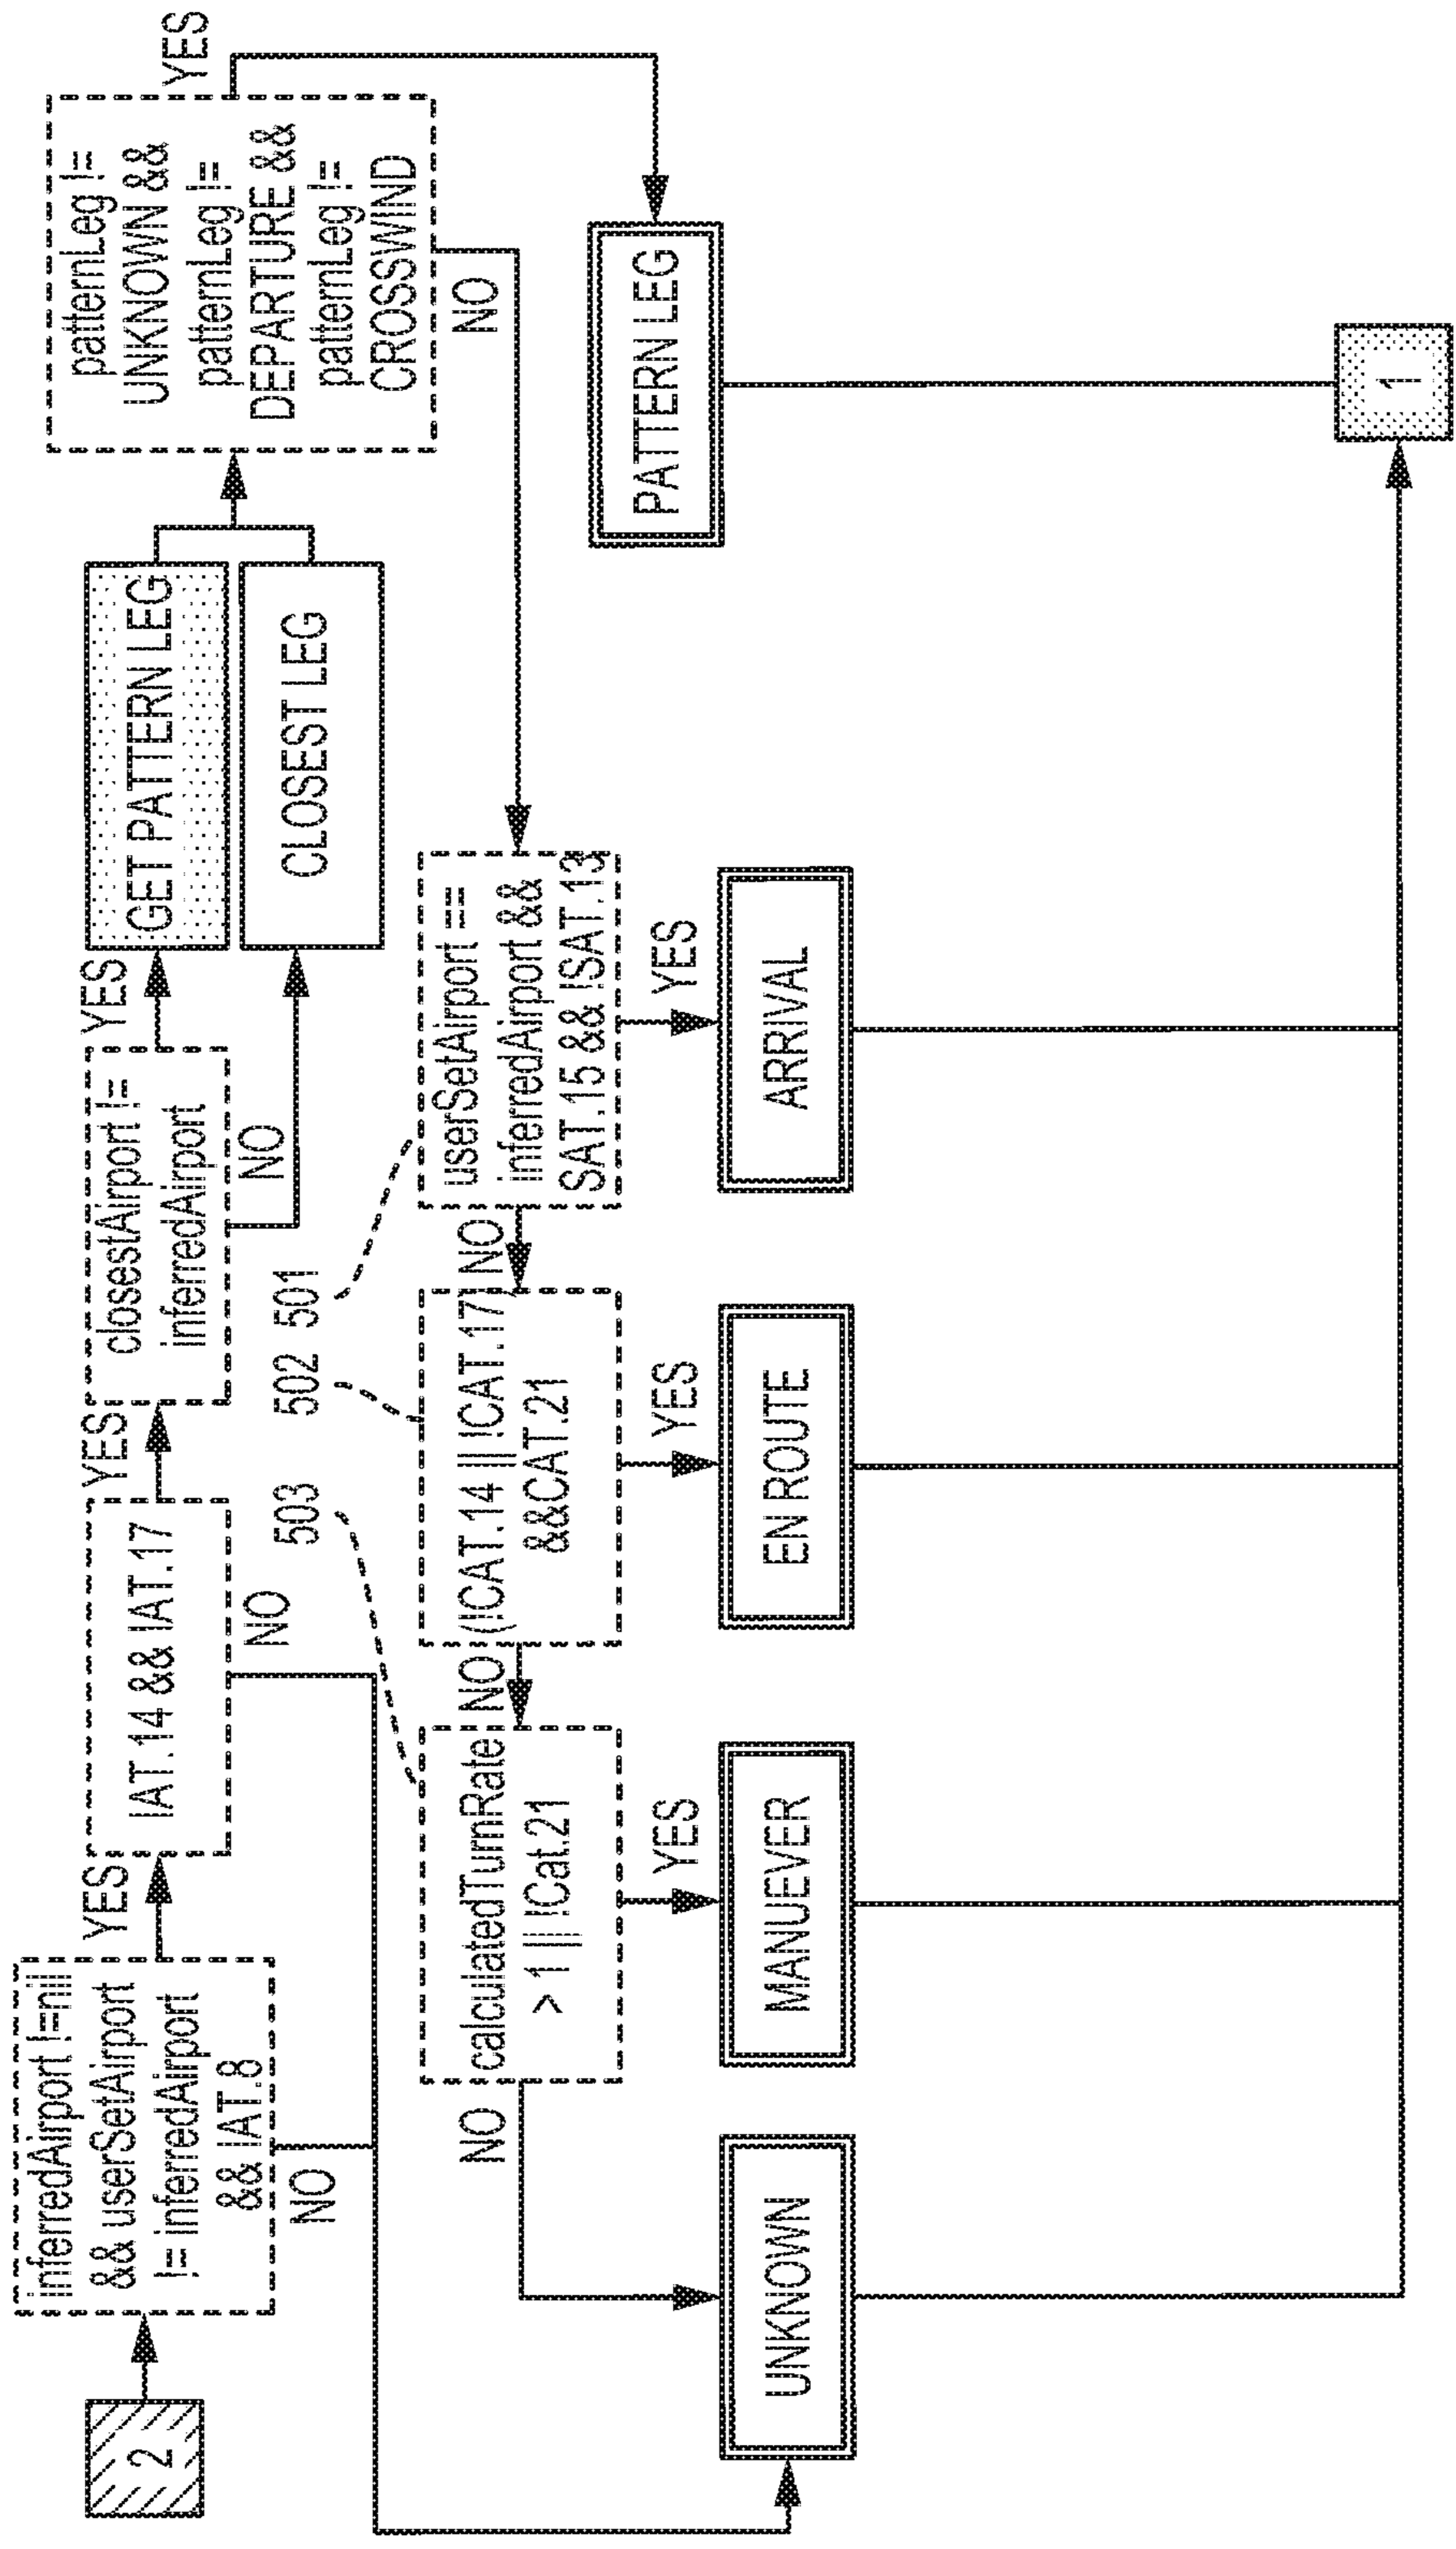 2
inferredAirport !=nil
&& userSetAirport
!= inferredAirport
&& IAT.8
YES
NO
IAT.14 && IAT.17
YES
NO
closestAirport !=
inferredAirport
YES
NO
GET PATTERN LEG
CLOSEST LEG
patternLeg !=
UNKNOWN &&
patternLeg !=
DEPARTURE &&
patternLeg !=
CROSSWIND
YES
NO
503
502
501
userSetAirport ==
inferredAirport &&
SAT.15 && !SAT.13
YES
NO
(!CAT.14 || !CAT.17)
&&CAT.21
YES
NO
calculatedTurnRate
> 1 || !Cat.21
YES
NO
UNKNOWN
MANUEVER
EN ROUTE
ARRIVAL
PATTERN LEG
1